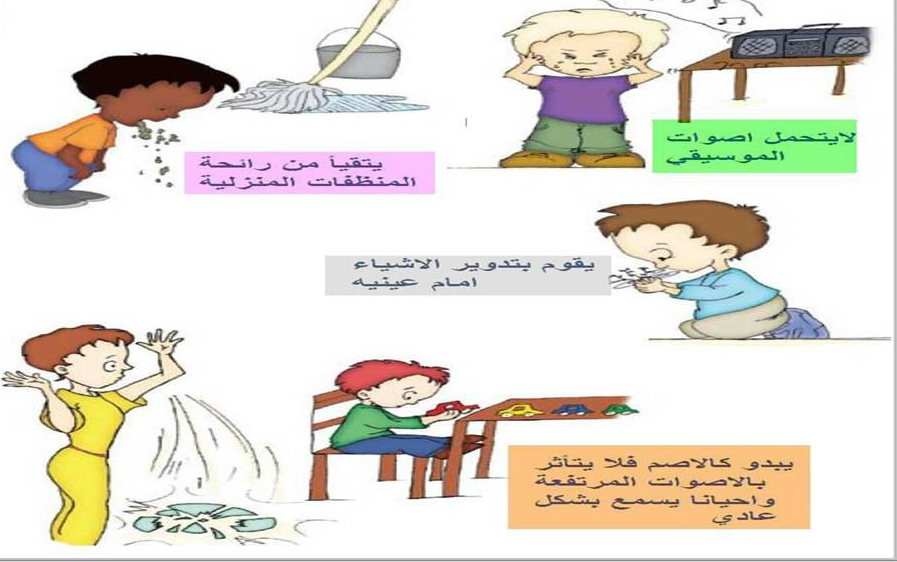 لايتحمل اصوات
الموسيقي
يتقيأ من رائحة
المنظفات المنزلية
يقوم بتدوير الاشياء
امام عينيه
يبدو كالاصم فلا يتأثر
بالاصوات المرتفعة
واحيانا يسمع بشكل
عادي